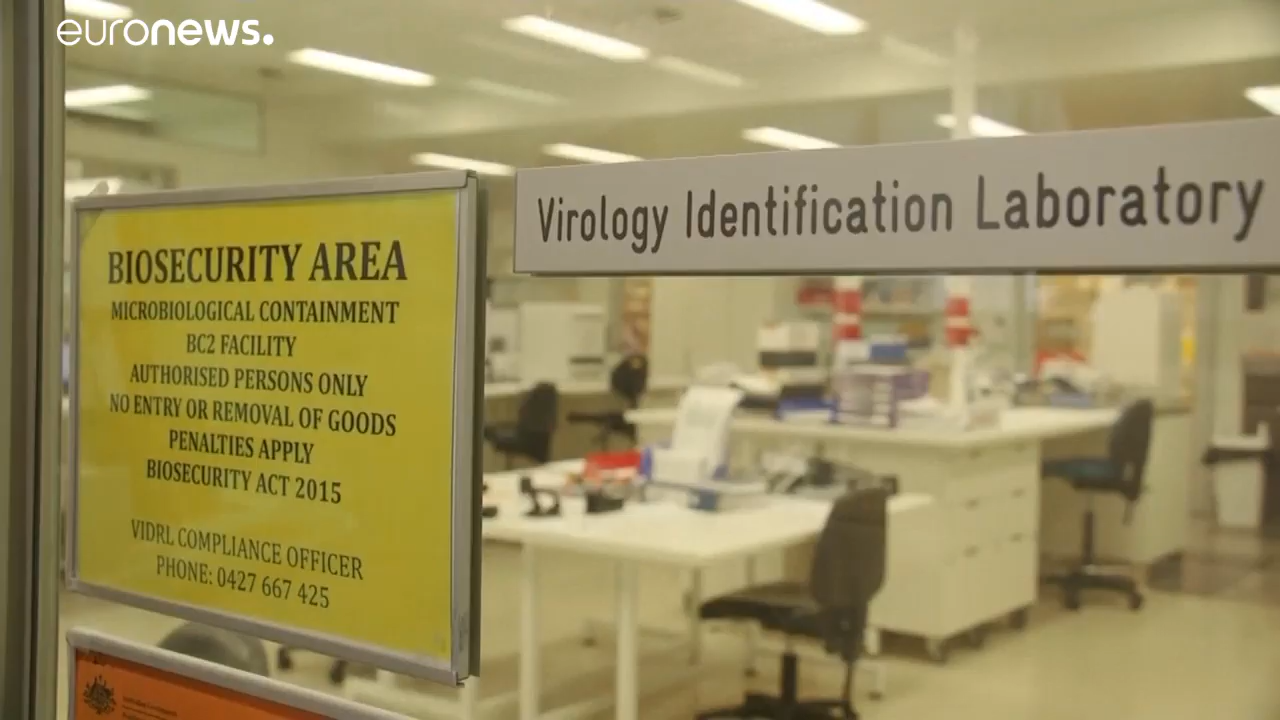 euronews.
Virology Identification Laboratory
BIOSECURITY AREA
MICROBIOLOGICAL CONTAINMENT
BC2 FACILITY
AUTHORISED PERSONS ONLY
NO ENTRY OR REMOVAL OF GOODS
PENALTIES APPLY
BIOSECURITY ACT 2015
VIDRL COMPLIANCE OFFICER
PHONE: 0427 667 425